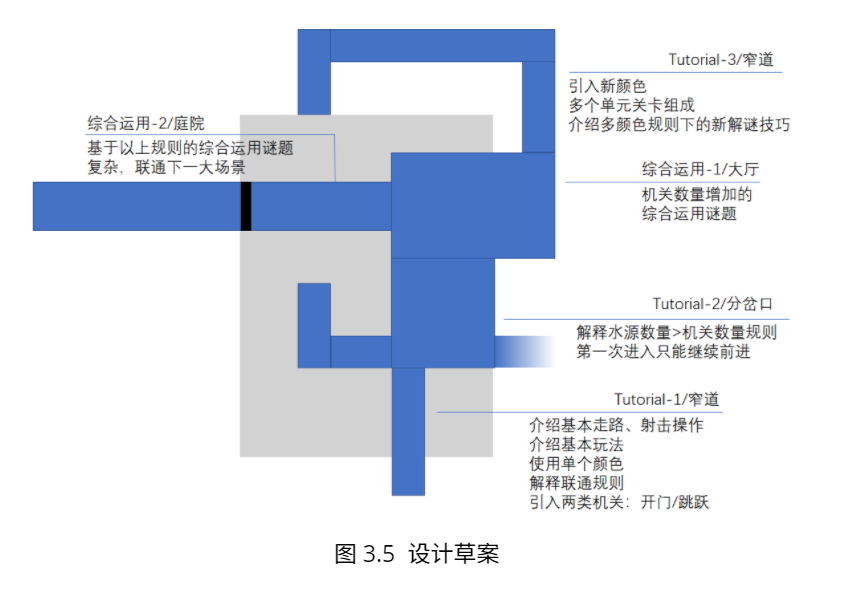 Tutorial-3/窄道
引入新颜色
多个单元关卡组成
介绍多颜色规则下的新解谜技巧
综合运用-2/庭院
基于以上规则的综合运用谜题
复杂，联通下一大场景
综合运用-1/大厅
机关数量增加的
综合运用谜题
Tutorial-2/分岔口
解释水源数量>机关数量规则
第一次进入只能继续前进
Tutorial-1/窄道
介绍基本走路、射击操作
介绍基本玩法
使用单个颜色
解释联通规则
引入两类机关：开门/跳跃
图 3.5 设计草案